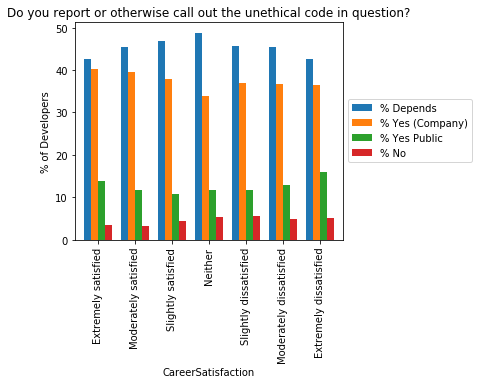 Do you report or otherwise call out the unethical code in question?
50
40
30
20
10
0
% of Developers
% Depends
% Yes (Company)
% Yes Public
% No
Extremely satisfied
Moderately satisfied
Slightly satisfied
Neither
Slightly dissatisfied
Moderately dissatisfied
Extremely dissatisfied
CareerSatisfaction